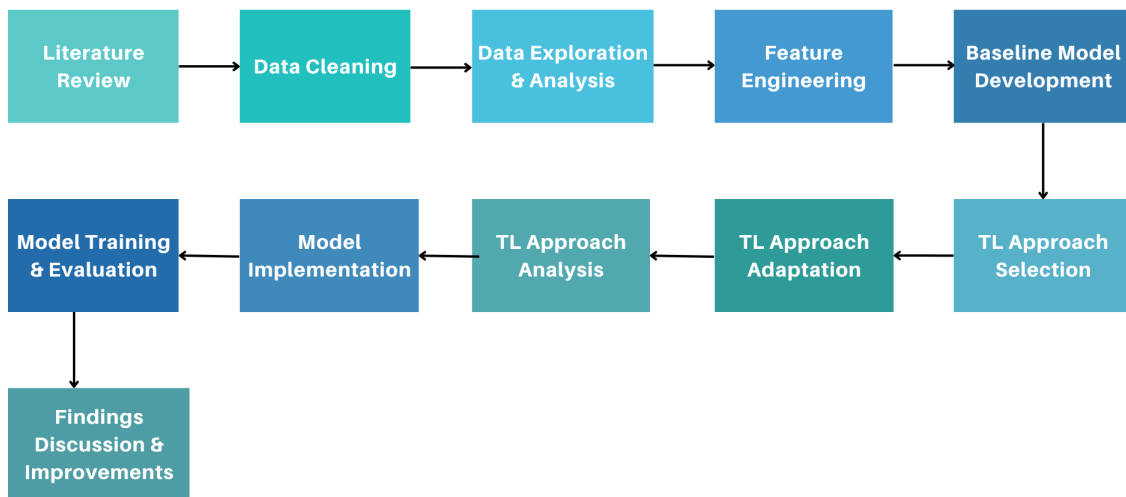 Literature
Review
Data Cleaning
Data Exploration
& Analysis
Feature
Engineering
Baseline Model
Development
TL Approach
Selection
TL Approach
Adaptation
TL Approach
Analysis
Model
Implementation
Model Training
& Evaluation
Findings
Discussion &
Improvements